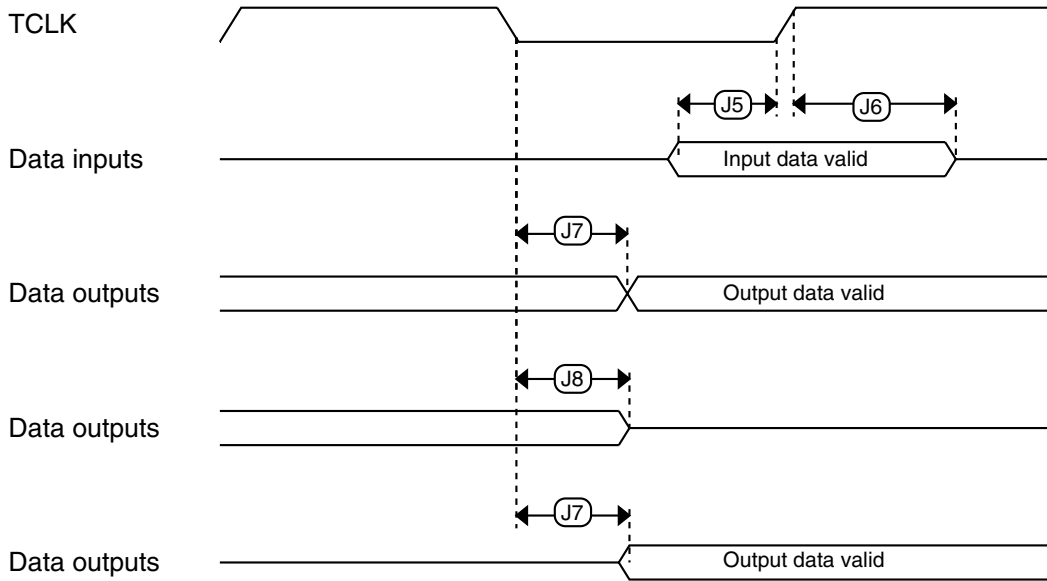 TCLK
J5
J6
Data inputs
Input data valid
J7
Data outputs
Output data valid
J8
Data outputs
J7
Data outputs
Output data valid